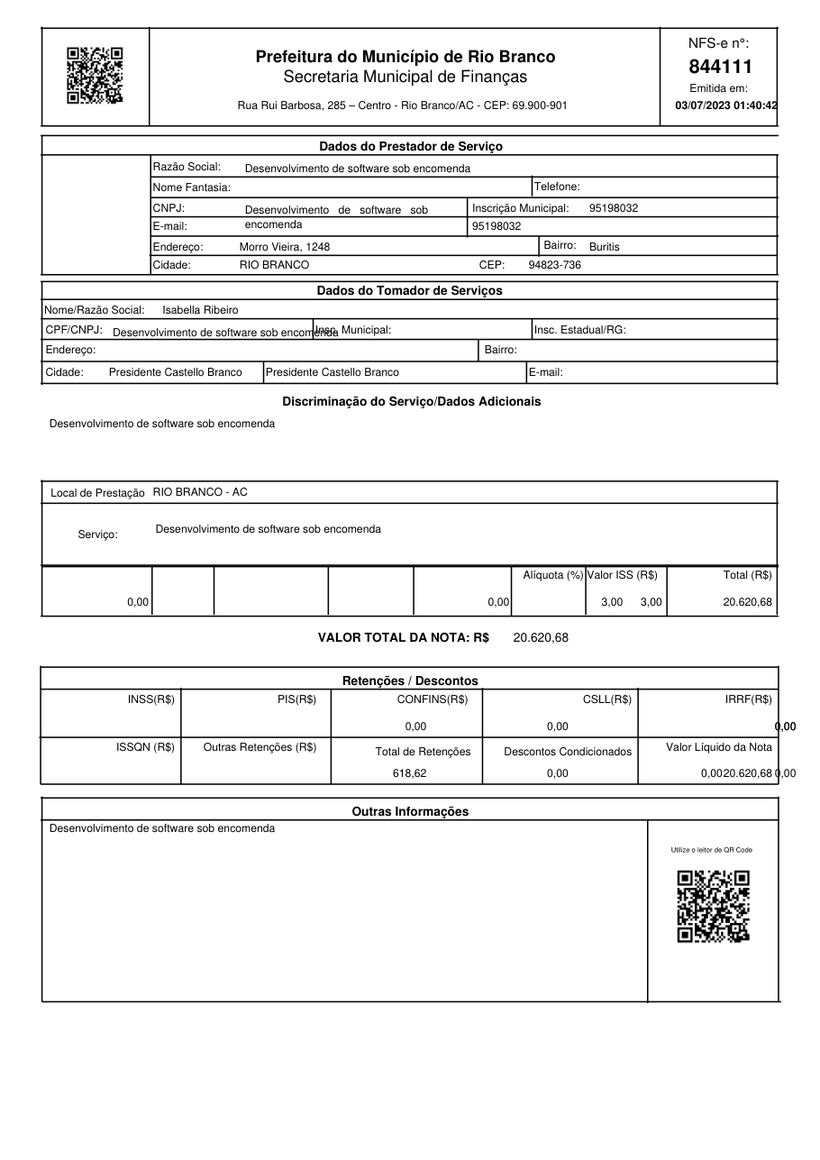 Prefeitura do Município de Rio Branco
Secretaria Municipal de Finanças
Rua Rui Barbosa, 285 – Centro - Rio Branco/AC - CEP: 69.900-901
NFS-e n°:
844111
Emitida em:
03/07/2023 01:40:42
Dados do Prestador de Serviço
Razão Social: Desenvolvimento de software sob encomenda
Nome Fantasia: Telefone:
CNPJ: Desenvolvimento de software sob encomenda Inscrição Municipal: 95198032
E-mail: 95198032
Endereço: Morro Vieira, 1248 Bairro: Buritis
Cidade: RIO BRANCO CEP: 94823-736
Dados do Tomador de Serviços
Nome/Razão Social: Isabella Ribeiro
CPF/CNPJ: Desenvolvimento de software sob encomenda Insc. Municipal: Insc. Estadual/RG:
Endereço: Bairro:
Cidade: Presidente Castello Branco Presidente Castello Branco E-mail:
Discriminação do Serviço/Dados Adicionais
Desenvolvimento de software sob encomenda
Local de Prestação RIO BRANCO - AC
Serviço: Desenvolvimento de software sob encomenda
Alíquota (%) Valor ISS (R$) Total (R$)
0,00 0,00 3,00 3,00 20.620,68
VALOR TOTAL DA NOTA: R$ 20.620,68
Retenções / Descontos
INSS(R$) PIS(R$) CONFINS(R$) CSLL(R$) IRRF(R$)
0,00 0,00 0,00
ISSQN (R$) Outras Retenções (R$) Total de Retenções Descontos Condicionados Valor Líquido da Nota
618,62 0,00 0,00 20.620,68 0,00
Outras Informações
Desenvolvimento de software sob encomenda
Utilize o leitor de QR Code